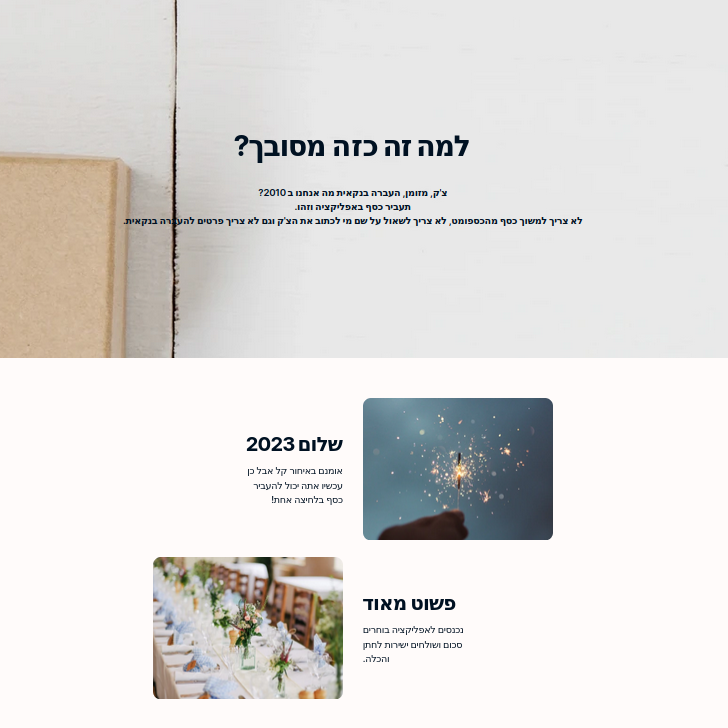 למה זה כזה מסובך?
צ'ק, מזומן, העברה בנקאית מה אנחנו ב 2010?
תעביר כסף באפליקציה וזהו.
לא צריך למשוך כסף מהכספומט, לא צריך לשאול על שם מי לכתוב את הצ'ק וגם לא צריך פרטים להעברה בנקאית.
שלום 2023
אומנם באיחור קל אבל כן
עכשיו אתה יכול להעביר
כסף בלחיצה אחת!
פשוט מאוד
נכנסים לאפליקציה בוחרים
סכום ושולחים ישירות לחתן
והכלה.